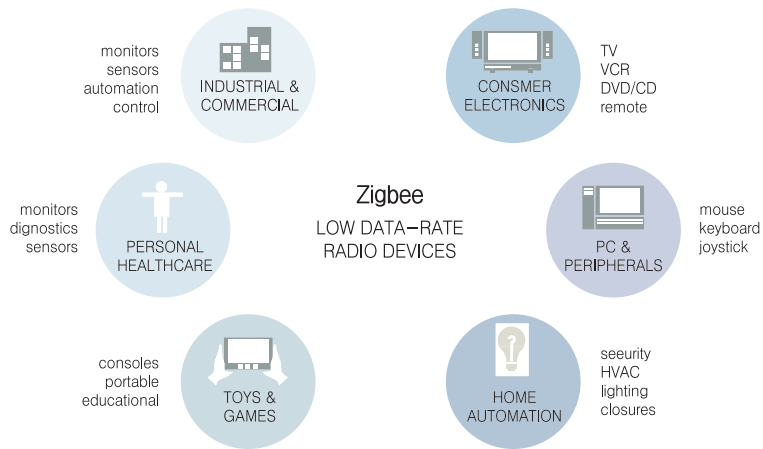 monitors
sensors
automation
control
INDUSTRIAL &
COMMERCIAL
CONSMER
ELECTRONICS
TV
VCR
DVD/CD
remote
monitors
dignostics
sensors
PERSONAL
HEALTHCARE
Zigbee
LOW DATA-RATE
RADIO DEVICES
PC &
PERIPHERALS
mouse
keyboard
joystick
consoles
portable
educational
TOYS &
GAMES
HOME
AUTOMATION
seeurity
HVAC
lighting
closures